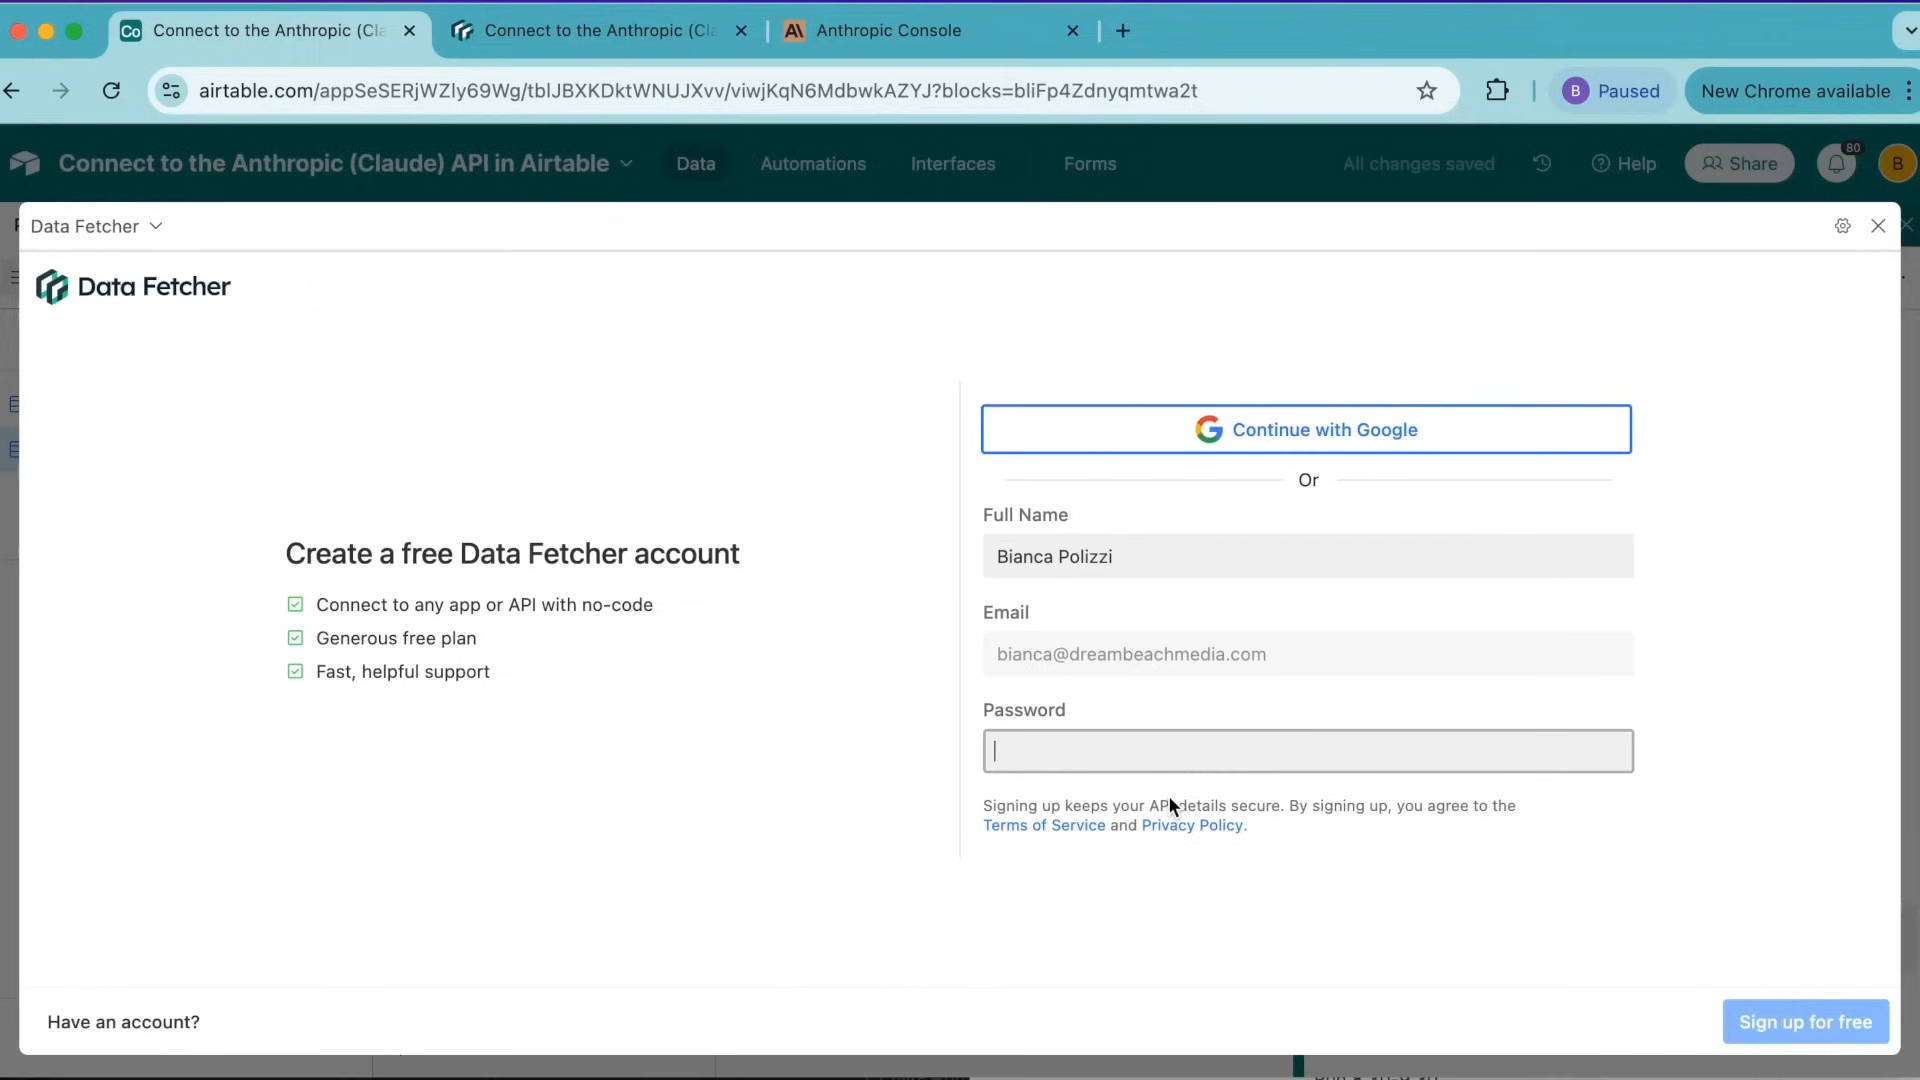 Co Connect to the Anthropic (Cla
Connect to the Anthropic (Cla
Anthropic Console
airtable.com/appSeSERjWZly69Wg/tblJBXKDktWNUJXvv/viwjKqN6MdbwkAZYJ?blocks=bliFp4Zdnyqmtwa2t
B Paused
New Chrome available
Connect to the Anthropic (Claude) API in Airtable
Data
Automations
Interfaces
Forms
All changes saved
Help
Share
80
B
Data Fetcher
Data Fetcher
Continue with Google
Or
Full Name
Bianca Polizzi
Email
bianca@dreambeachmedia.com
Password
Create a free Data Fetcher account
Connect to any app or API with no-code
Generous free plan
Fast, helpful support
Signing up keeps your API details secure. By signing up, you agree to the
Terms of Service and Privacy Policy.
Have an account?
Sign up for free